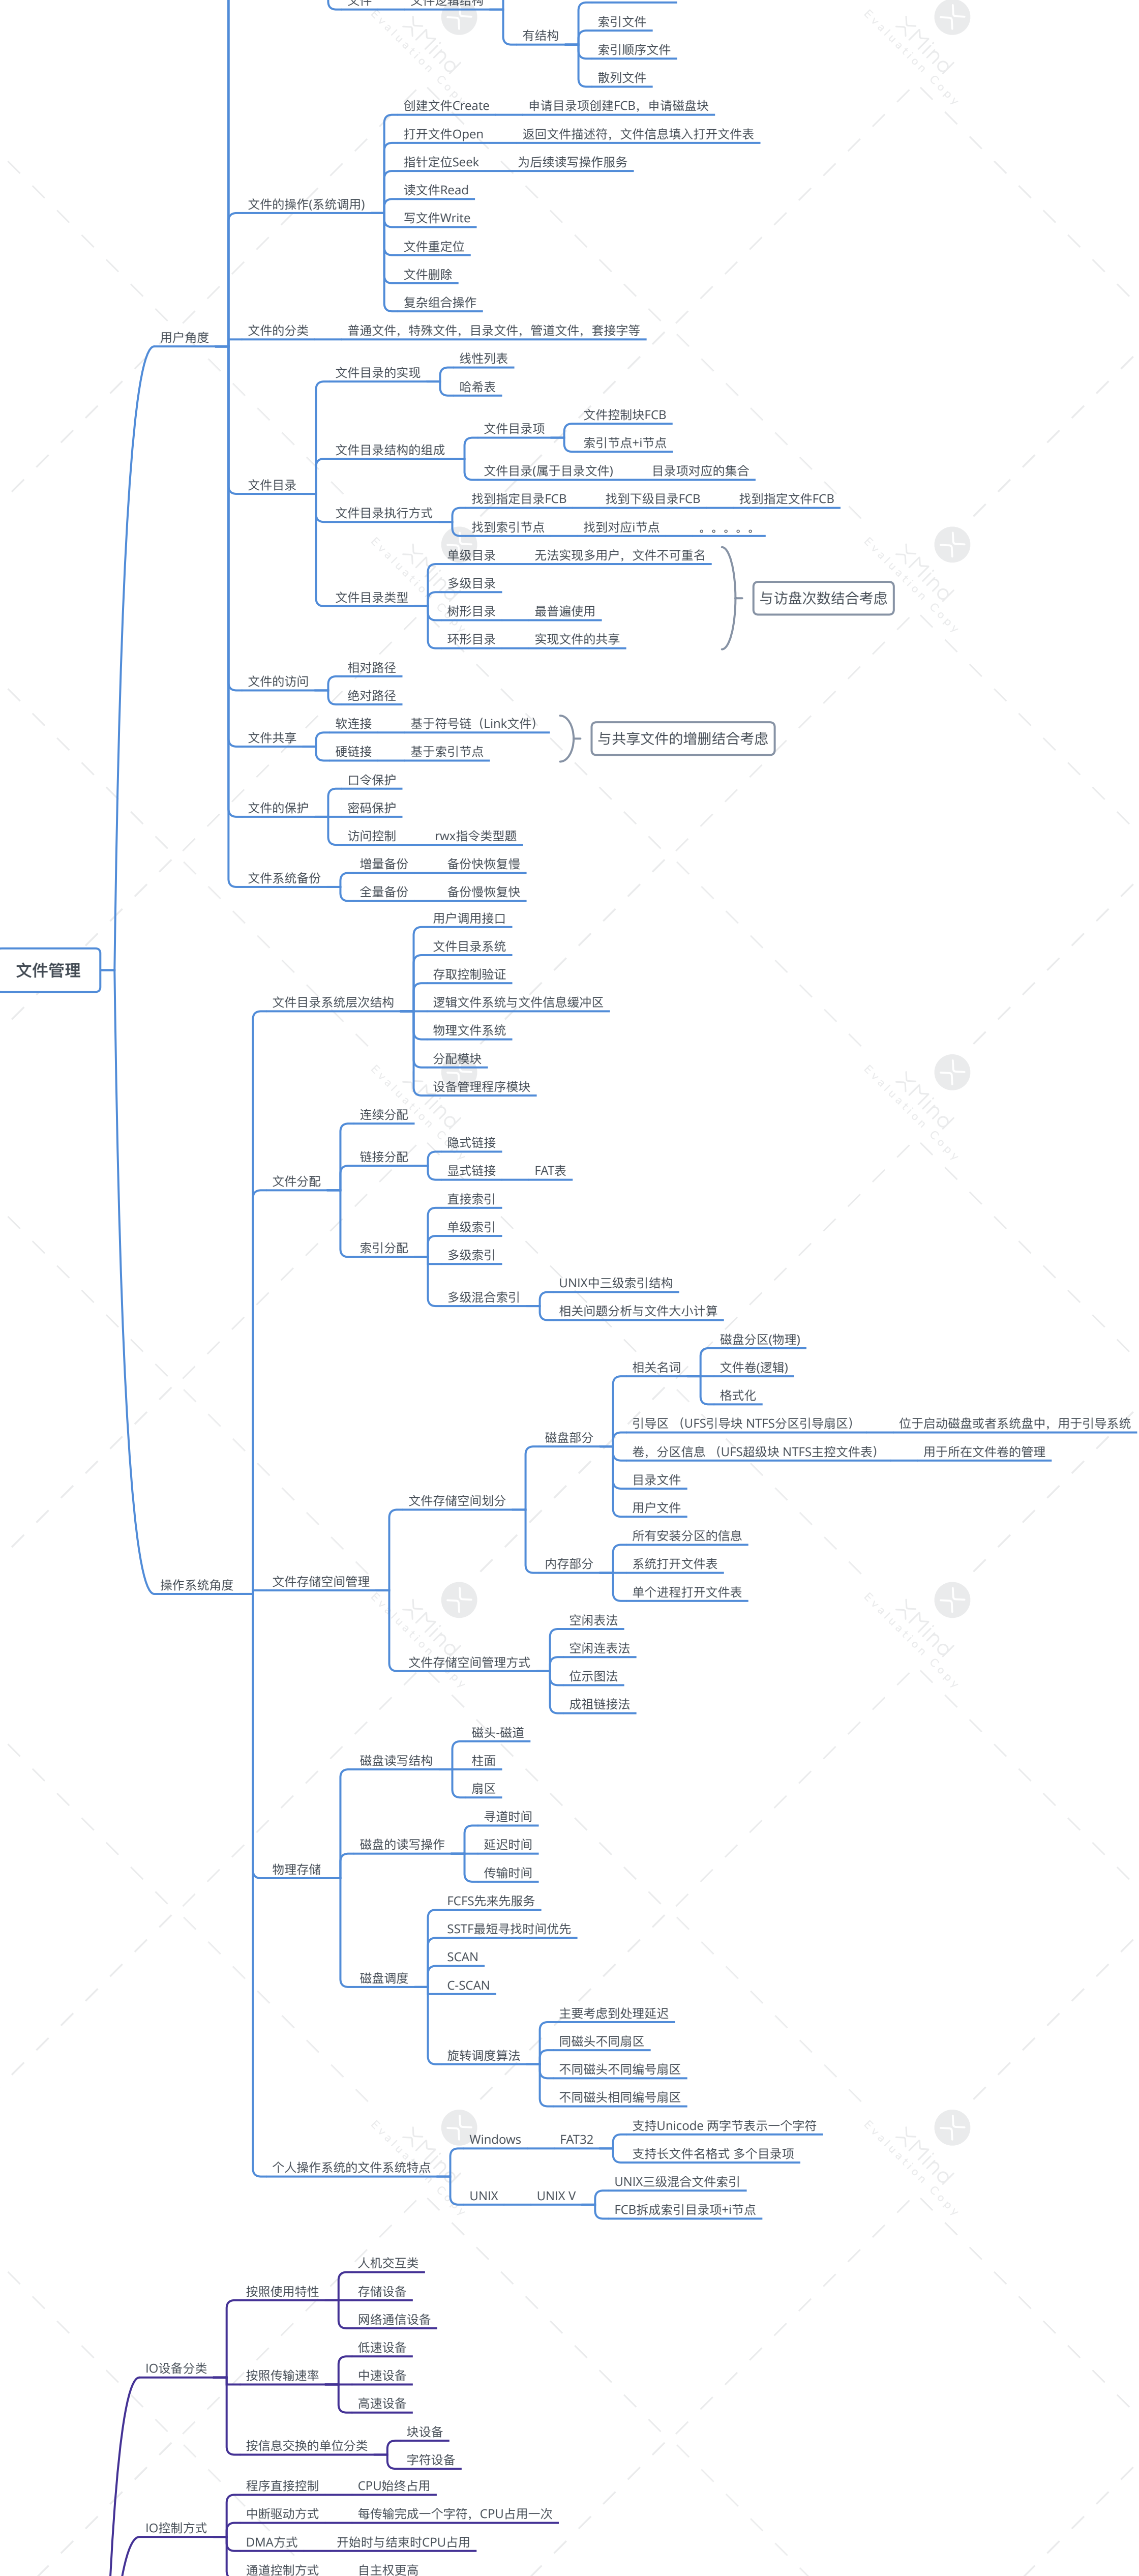 文件 文件逻辑结构
索引文件
有结构
索引顺序文件
散列文件
创建文件Create 申请目录项创建FCB，申请磁盘块
打开文件Open 返回文件描述符，文件信息填入打开文件表
指针定位Seek 为后续读写操作服务
读文件Read
文件的操作(系统调用)
写文件Write
文件重定位
文件删除
复杂组合操作
用户角度
文件的分类 普通文件，特殊文件，目录文件，管道文件，套接字等
线性列表
文件目录的实现
哈希表
文件控制块FCB
文件目录项
索引节点+i节点
文件目录结构的组成
文件目录(属于目录文件) 目录项对应的集合
文件目录
找到指定目录FCB 找到下级目录FCB 找到指定文件FCB
文件目录执行方式
找到索引节点 找到对应i节点 。。。。。
单级目录 无法实现多用户，文件不可重名
多级目录
文件目录类型
与访盘次数结合考虑
树形目录 最普遍使用
环形目录 实现文件的共享
相对路径
文件的访问
绝对路径
软连接 基于符号链（Link文件）
文件共享
与共享文件的增删结合考虑
硬链接 基于索引节点
口令保护
文件的保护 密码保护
访问控制 rwx指令类型题
增量备份 备份快恢复慢
文件系统备份
全量备份 备份慢恢复快
用户调用接口
文件目录系统
文件管理
存取控制验证
文件目录系统层次结构 逻辑文件系统与文件信息缓冲区
物理文件系统
分配模块
设备管理程序模块
连续分配
隐式链接
链接分配
显式链接 FAT表
文件分配
直接索引
单级索引
索引分配
多级索引
UNIX中三级索引结构
多级混合索引
相关问题分析与文件大小计算
磁盘分区(物理)
相关名词 文件卷(逻辑)
格式化
引导区 （UFS引导块 NTFS分区引导扇区） 位于启动磁盘或者系统盘中，用于引导系统
磁盘部分
卷，分区信息 （UFS超级块 NTFS主控文件表） 用于所在文件卷的管理
目录文件
文件存储空间划分
用户文件
所有安装分区的信息
内存部分 系统打开文件表
文件存储空间管理
操作系统角度
单个进程打开文件表
空闲表法
空闲连表法
文件存储空间管理方式
位示图法
成祖链接法
磁头-磁道
磁盘读写结构 柱面
扇区
寻道时间
磁盘的读写操作 延迟时间
物理存储
传输时间
FCFS先来先服务
SSTF最短寻找时间优先
SCAN
磁盘调度
C-SCAN
主要考虑到处理延迟
同磁头不同扇区
旋转调度算法
不同磁头不同编号扇区
不同磁头相同编号扇区
支持Unicode 两字节表示一个字符
Windows FAT32
支持长文件名格式 多个目录项
个人操作系统的文件系统特点
UNIX三级混合文件索引
UNIX UNIX V
FCB拆成索引目录项+i节点
人机交互类
按照使用特性 存储设备
网络通信设备
低速设备
IO设备分类
按照传输速率 中速设备
高速设备
块设备
按信息交换的单位分类
字符设备
程序直接控制 CPU始终占用
中断驱动方式 每传输完成一个字符，CPU占用一次
IO控制方式
DMA方式 开始时与结束时CPU占用
通道控制方式 自主权更高
XMind
Evaluation Copy